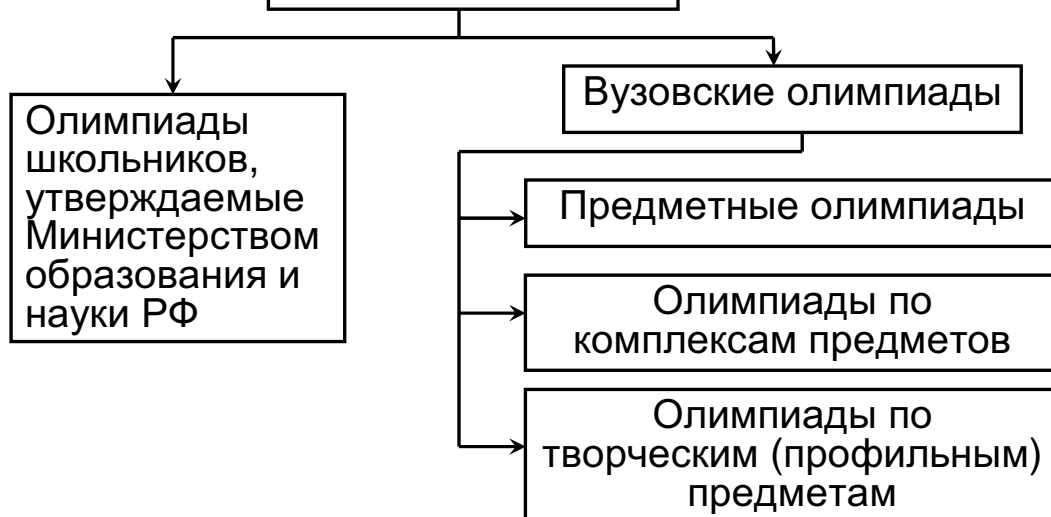 Вузовские олимпиады
Олимпиады
школьников,
утверждаемые
Министерством
образования и
науки РФ
Предметные олимпиады
Олимпиады по
комплексам предметов
Олимпиады по
творческим (профильным)
предметам